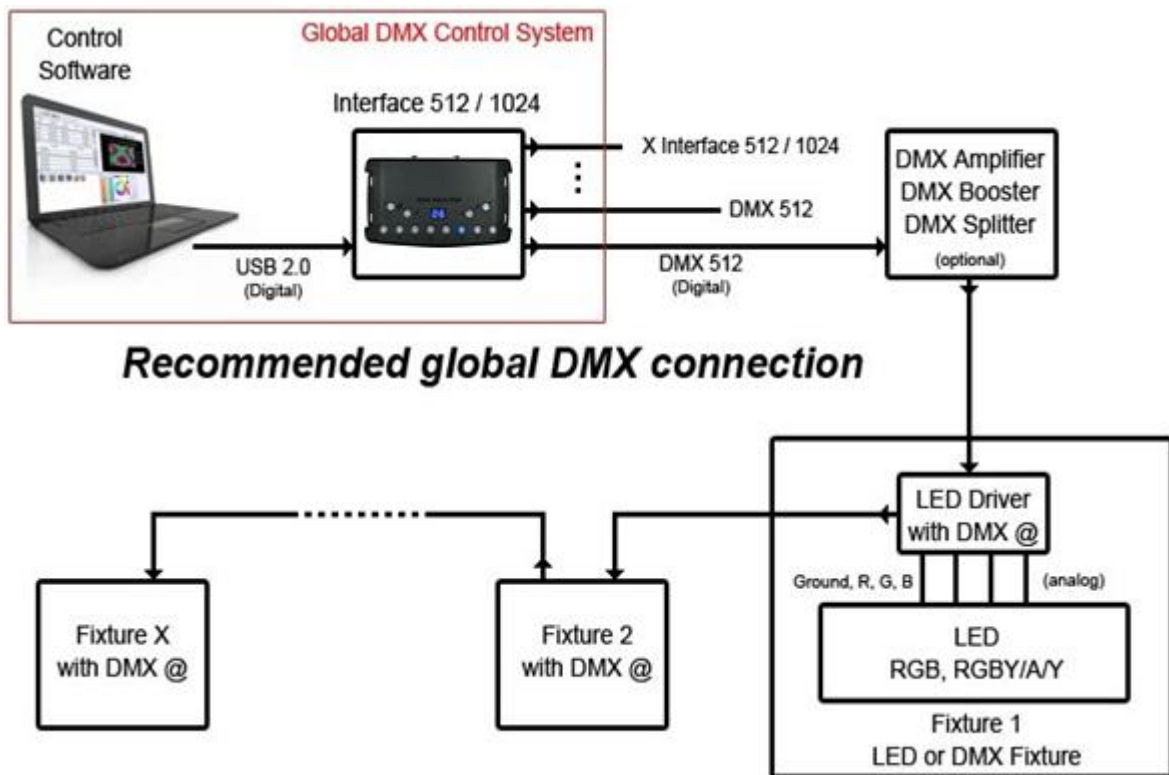 Global DMX Control System
Control
Software
Interface 512 / 1024
X Interface 512 / 1024
DMX 512
USB 2.0
(Digital)
DMX 512
(Digital)
DMX Amplifier
DMX Booster
DMX Splitter
(optional)
Recommended global DMX connection
LED Driver
with DMX @
Ground, R, G, B
(analog)
LED
RGB, RGBY/A/Y
Fixture 1
LED or DMX Fixture
Fixture 2
with DMX @
Fixture X
with DMX @